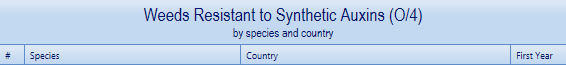 Weeds Resistant to Synthetic Auxins (O/4)
by species and country
# Species Country First Year